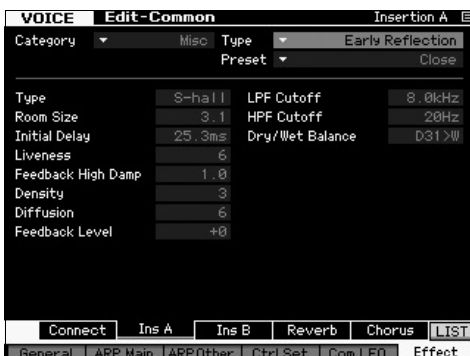 VOICE Edit-Common Insertion A E
Category Misc Type Early Reflection
Preset Close
Type S-hall LPF Cutoff 8.0kHz
Room Size 3.1 HPF Cutoff 20Hz
Initial Delay 25.3ms Dry/Wet Balance D31>W
Liveness 6
Feedback High Damp 1.0
Density 3
Diffusion 6
Feedback Level +0
Connect Ins A Ins B Reverb Chorus LIST
General ARP Main ARP Other Ctrl Set Com LFO Effect